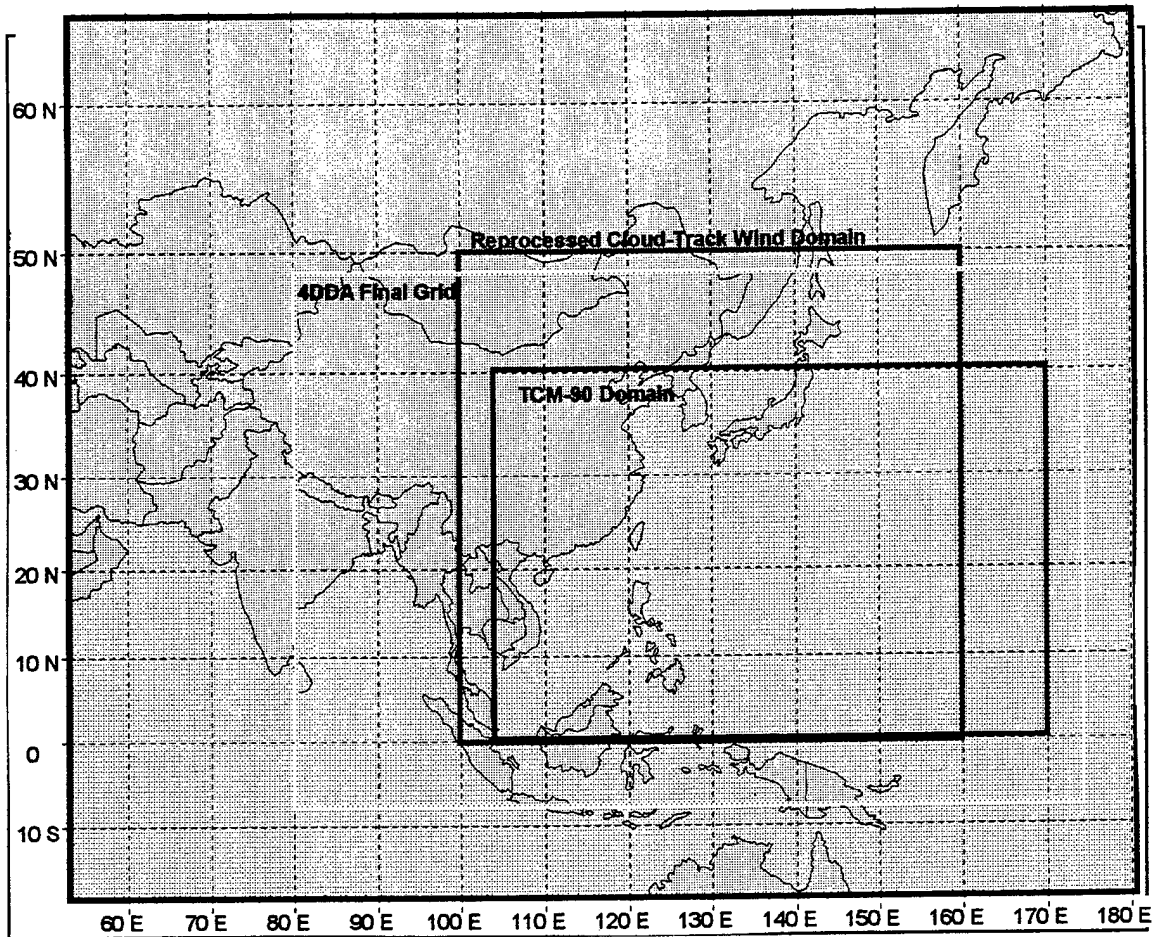 60 N
Reprocessed Cloud-Track Wind Domain
50 N
4DDA Final Grid
40 N
TCM-90 Domain
30 N
20 N
10 N
0
10 S
60 E 70 E 80 E 90 E 100 E 110 E 120 E 130 E 140 E 150 E 160 E 170 E 180 E